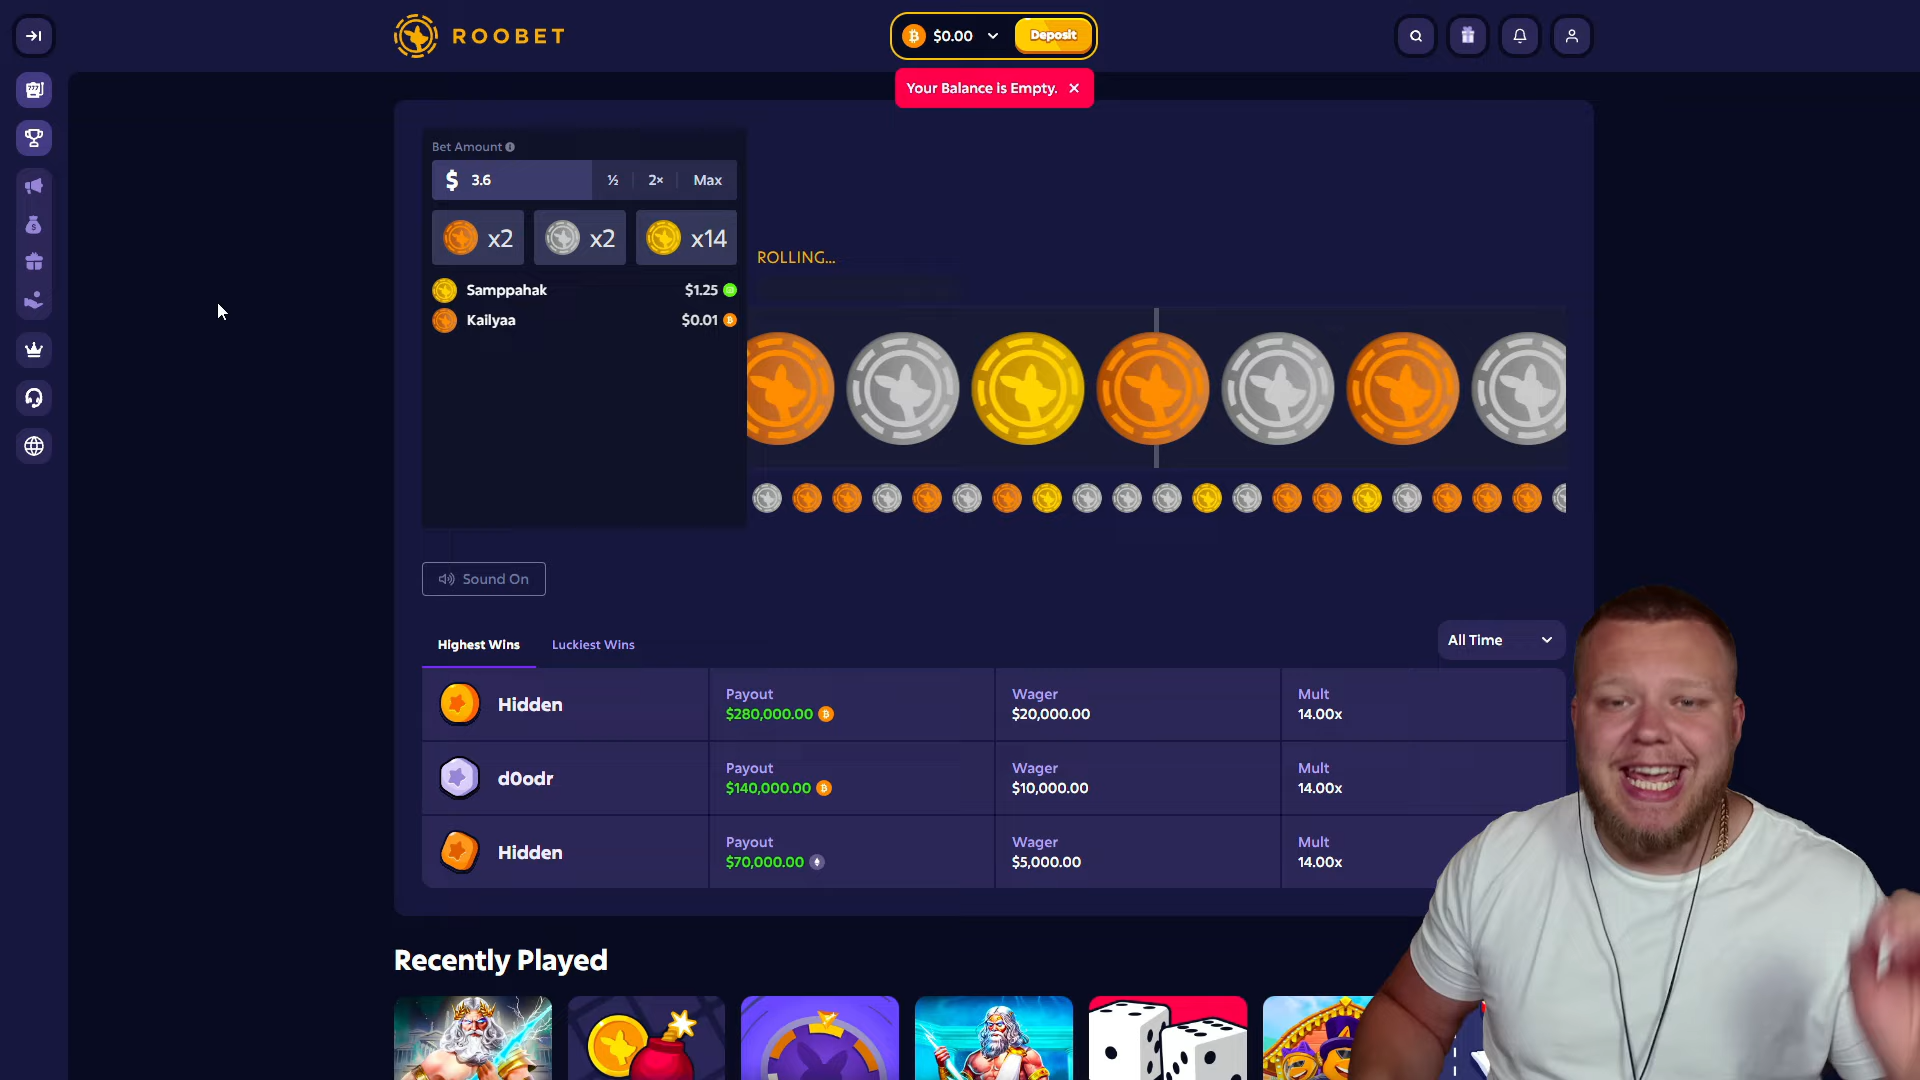 ROOBET
$0.00
Deposit
Your Balance is Empty.
Bet Amount
$ 3.6
½
2×
Max
x2
x2
x14
Samppahak
$1.25
Kailyaa
$0.01
ROLLING...
Sound On
Highest Wins
Luckiest Wins
All Time
Hidden
Payout
$280,000.00
Wager
$20,000.00
Mult
14.00x
d0odr
Payout
$140,000.00
Wager
$10,000.00
Mult
14.00x
Hidden
Payout
$70,000.00
Wager
$5,000.00
Mult
14.00x
Recently Played